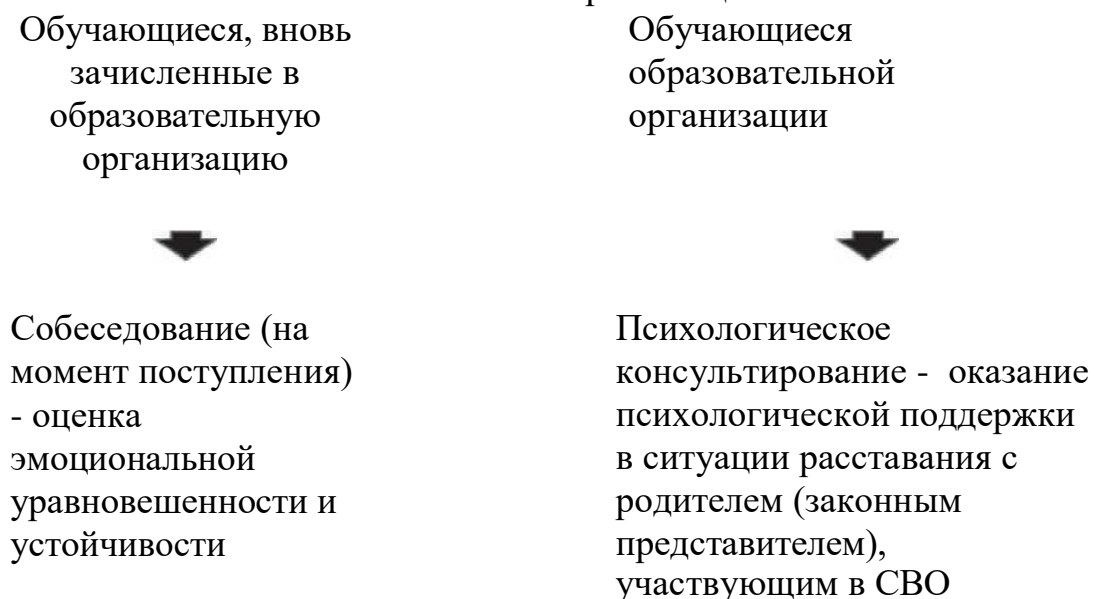 Обучающиеся, вновь
зачисленные в
образовательную
организацию
Обучающиеся
образовательной
организации
Собеседование (на
момент поступления)
- оценка
эмоциональной
уравновешенности и
устойчивости
Психологическое
консультирование - оказание
психологической поддержки
в ситуации расставания с
родителем (законным
представителем),
участвующим в СВО